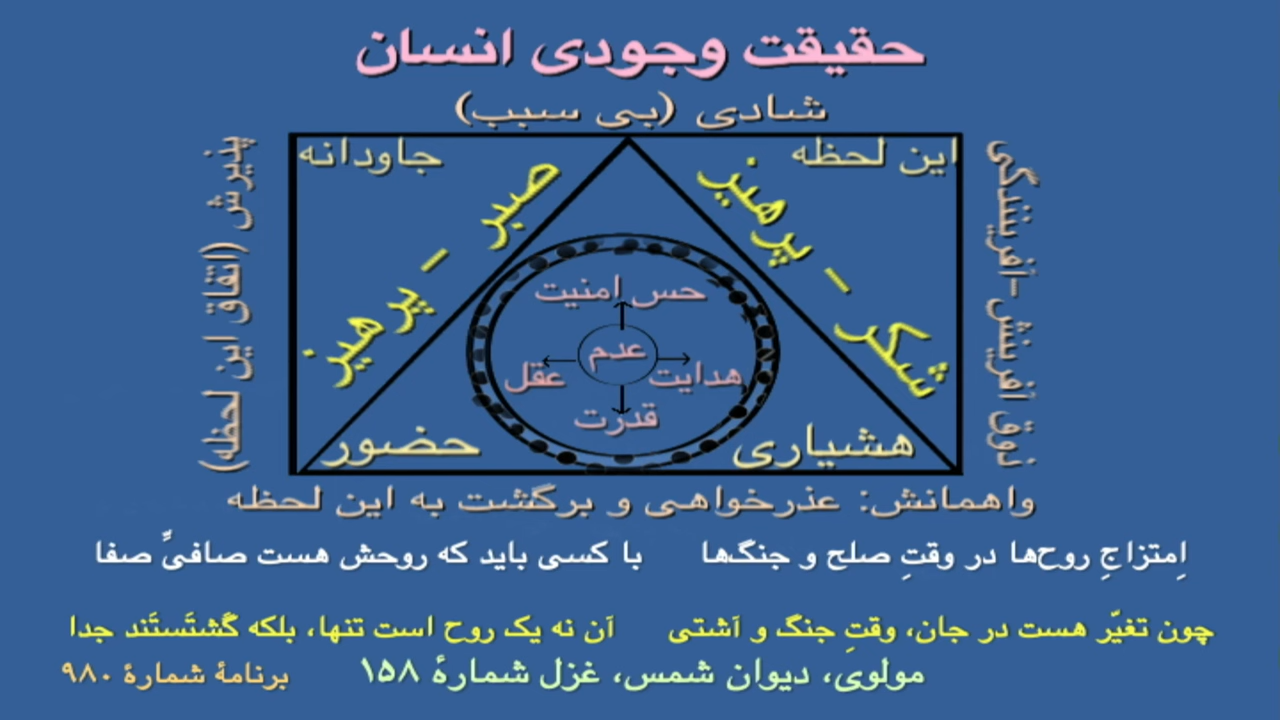 حقیقت وجودی انسان
شادی (بی سبب)
این لحظه
جاودانه
ذوق آفرینش-آفرینندگی
پذیرش (اتفاق این لحظه)
شکر - پرهیز
صبر - پرهیز
حس امنیت
عدم
هدایت
عقل
قدرت
هشیاری
حضور
واهمانش: عذرخواهی و برگشت به این لحظه
اِمتزاجِ روح‌ها در وقتِ صلح و جنگ‌ها با کسی باید که روحش هست صافیِّ صفا
چون تغیّر هست در جان، وقتِ جنگ و آشتی آن نه یک روح است تنها، بلکه گشتَستَند جدا
مولوی، دیوان شمس، غزل شمارهٔ ۱۵۸
برنامهٔ شمارهٔ ۹۸۰